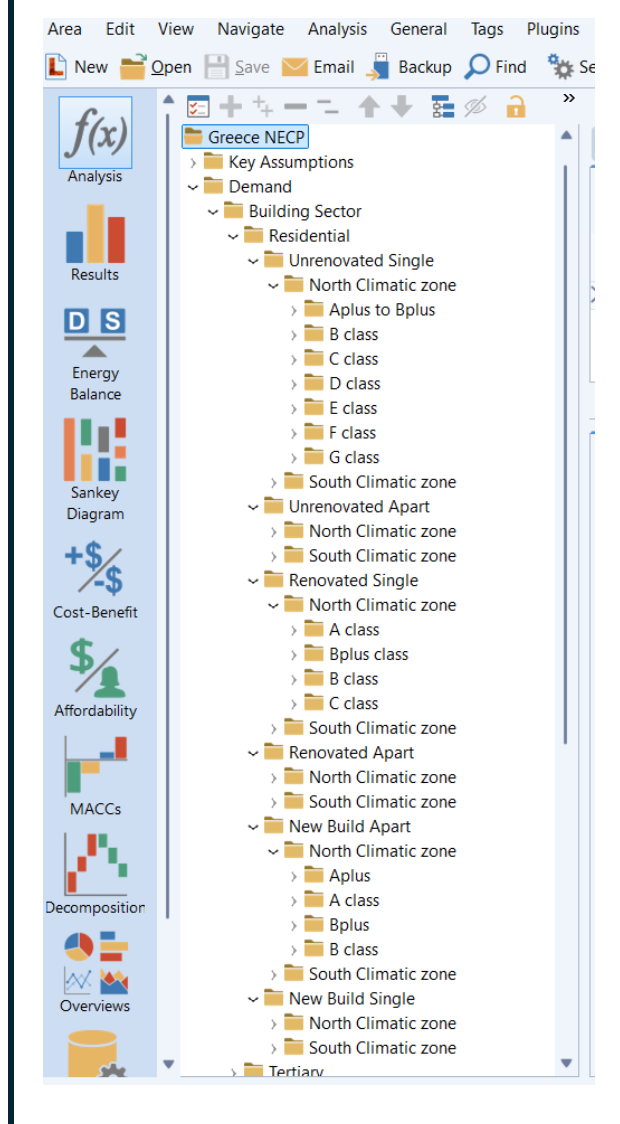 Area Edit View Navigate Analysis General Tags Plugins
New Open Save Email Backup Find Se
»
f(x)
Analysis
Results
D S
Energy
Balance
Sankey
Diagram
+$
-$
Cost-Benefit
$
Affordability
MACCs
Decomposition
Overviews
Greece NECP
Key Assumptions
Demand
Building Sector
Residential
Unrenovated Single
North Climatic zone
Aplus to Bplus
B class
C class
D class
E class
F class
G class
South Climatic zone
Unrenovated Apart
North Climatic zone
South Climatic zone
Renovated Single
North Climatic zone
A class
Bplus class
B class
C class
South Climatic zone
Renovated Apart
North Climatic zone
South Climatic zone
New Build Apart
North Climatic zone
Aplus
A class
Bplus
B class
South Climatic zone
New Build Single
North Climatic zone
South Climatic zone
Tertiary